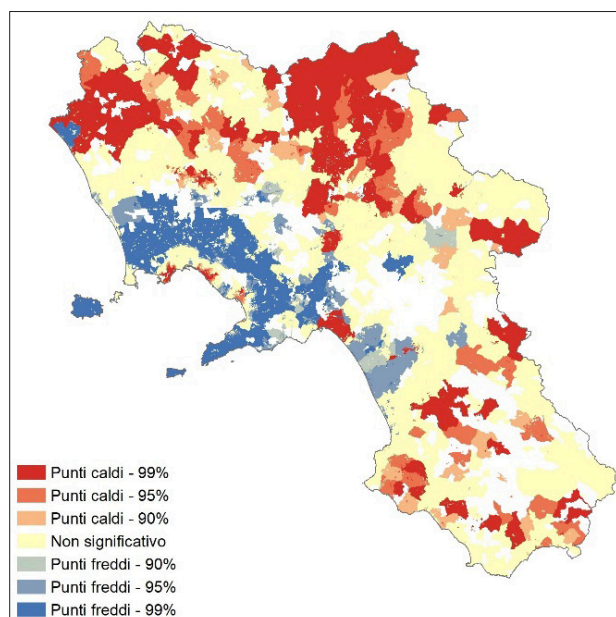 Punti caldi - 99%
Punti caldi - 95%
Punti caldi - 90%
Non significativo
Punti freddi - 90%
Punti freddi - 95%
Punti freddi - 99%